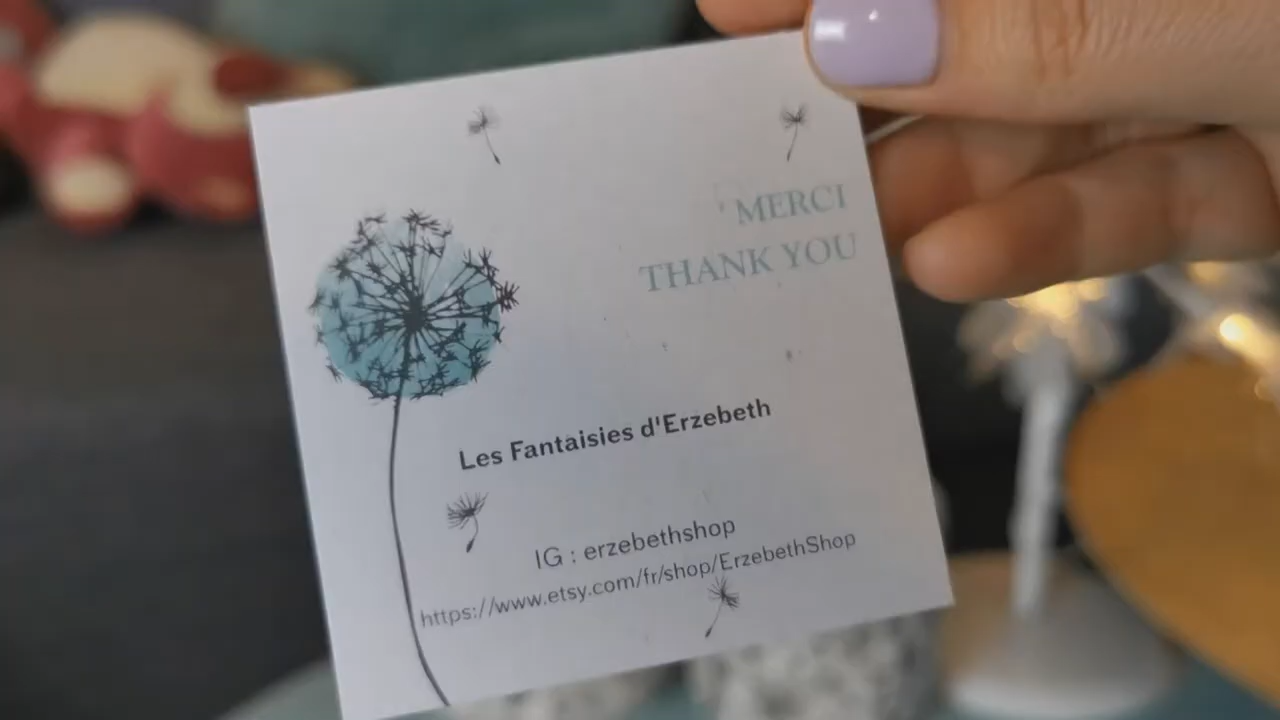 MERCI
THANK YOU
Les Fantaisies d'Erzebeth
IG : erzebethshop
https://www.etsy.com/fr/shop/ErzebethShop